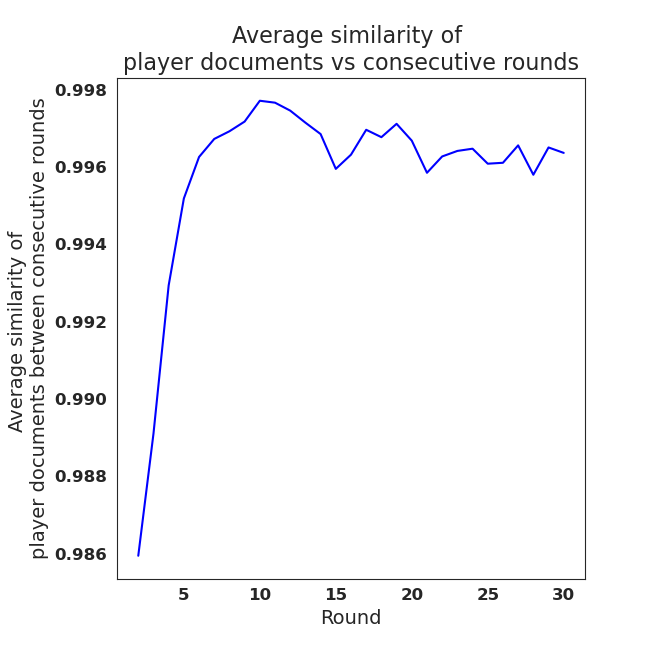 Average similarity of
player documents vs consecutive rounds
Average similarity of
player documents between consecutive rounds
0.998
0.996
0.994
0.992
0.990
0.988
0.986
5 10 15 20 25 30
Round